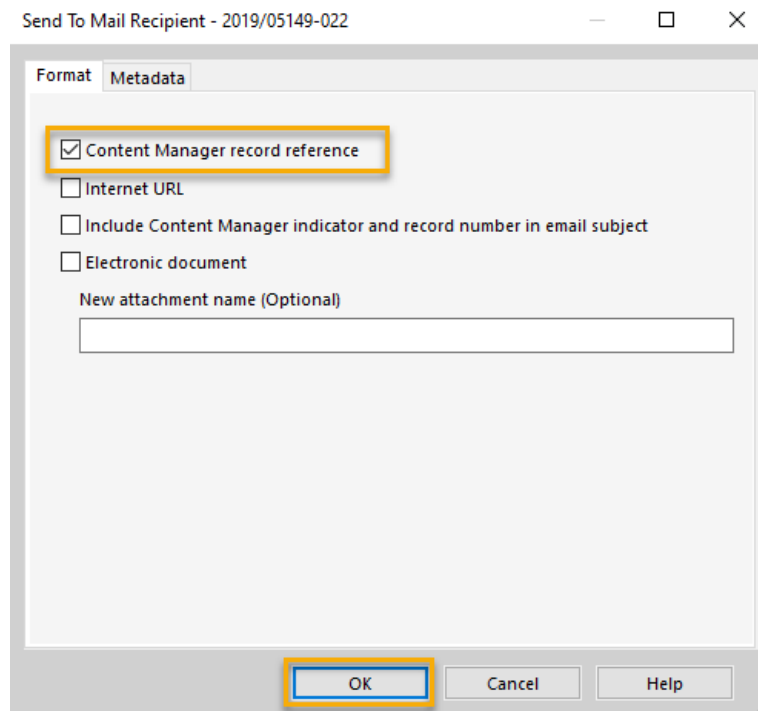 Send To Mail Recipient - 2019/05149-022
Format Metadata
Content Manager record reference
Internet URL
Include Content Manager indicator and record number in email subject
Electronic document
New attachment name (Optional)
OK Cancel Help